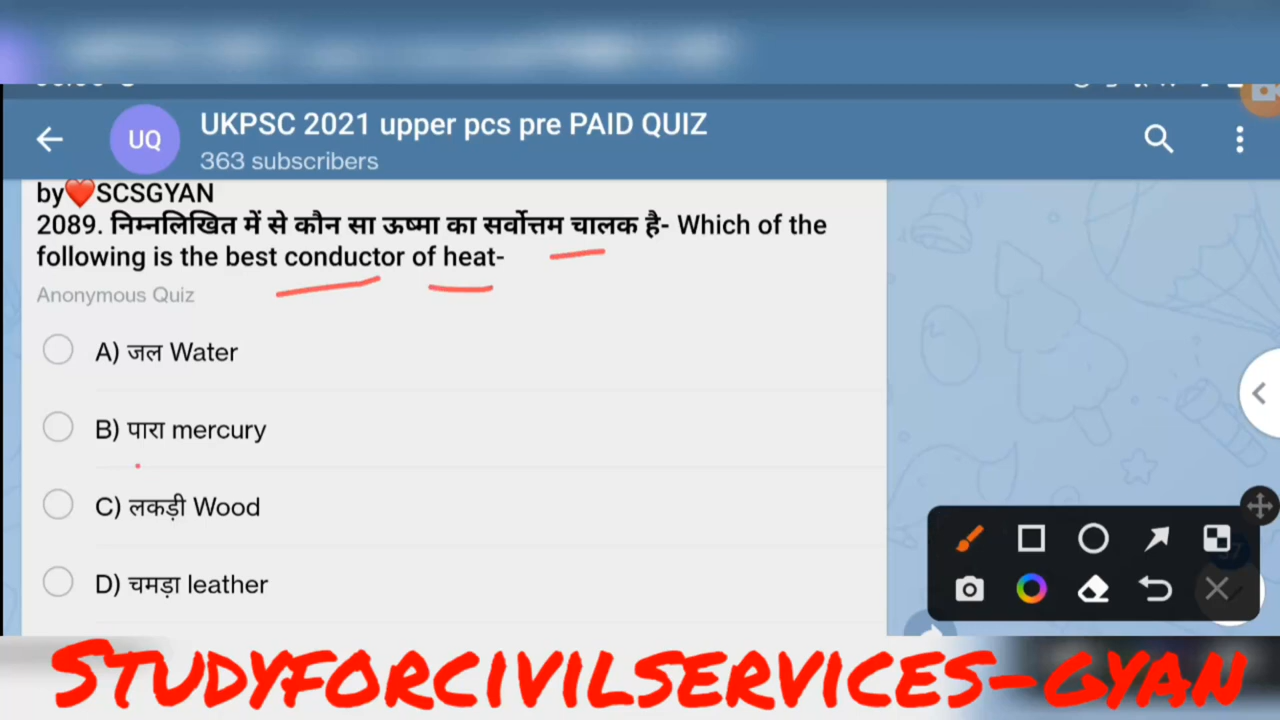 UKPSC 2021 upper pcs pre PAID QUIZ
UQ
363 subscribers
by❤️SCSGYAN
2089. निम्नलिखित में से कौन सा ऊष्मा का सर्वोत्तम चालक है- Which of the
following is the best conductor of heat-
Anonymous Quiz
A) जल Water
B) पारा mercury
C) लकड़ी Wood
D) चमड़ा leather
STUDYFORCIVILSERVICES-GYAN